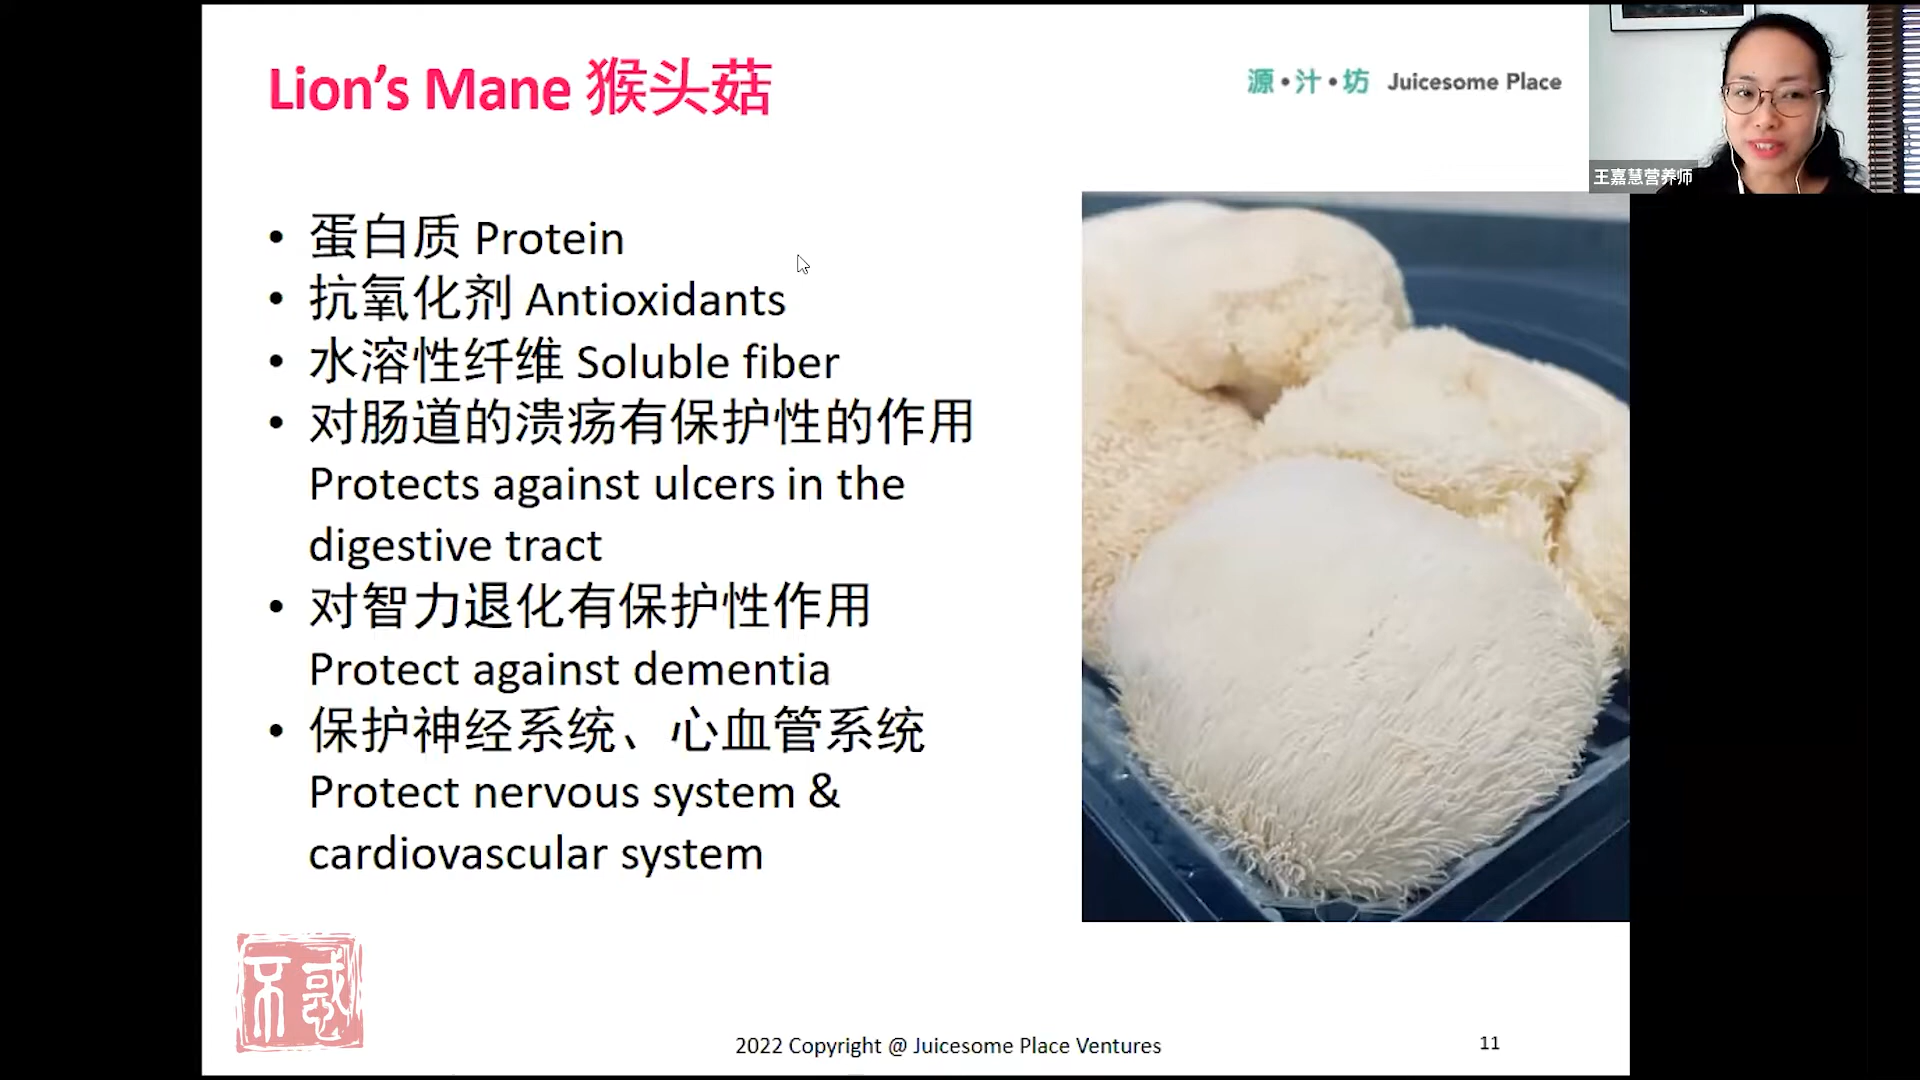 Lion’s Mane 猴头菇
源•汁•坊 Juicesome Place
王嘉慧营养师
• 蛋白质 Protein
• 抗氧化剂 Antioxidants
• 水溶性纤维 Soluble fiber
• 对肠道的溃疡有保护性的作用
Protects against ulcers in the
digestive tract
• 对智力退化有保护性作用
Protect against dementia
• 保护神经系统、心血管系统
Protect nervous system &
cardiovascular system
不惑
2022 Copyright @ Juicesome Place Ventures
11